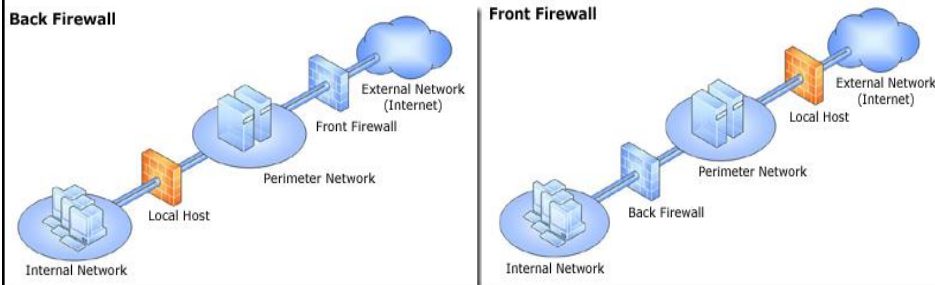 Back Firewall
External Network
(Internet)
Front Firewall
Perimeter Network
Local Host
Internal Network
Front Firewall
External Network
(Internet)
Local Host
Perimeter Network
Back Firewall
Internal Network